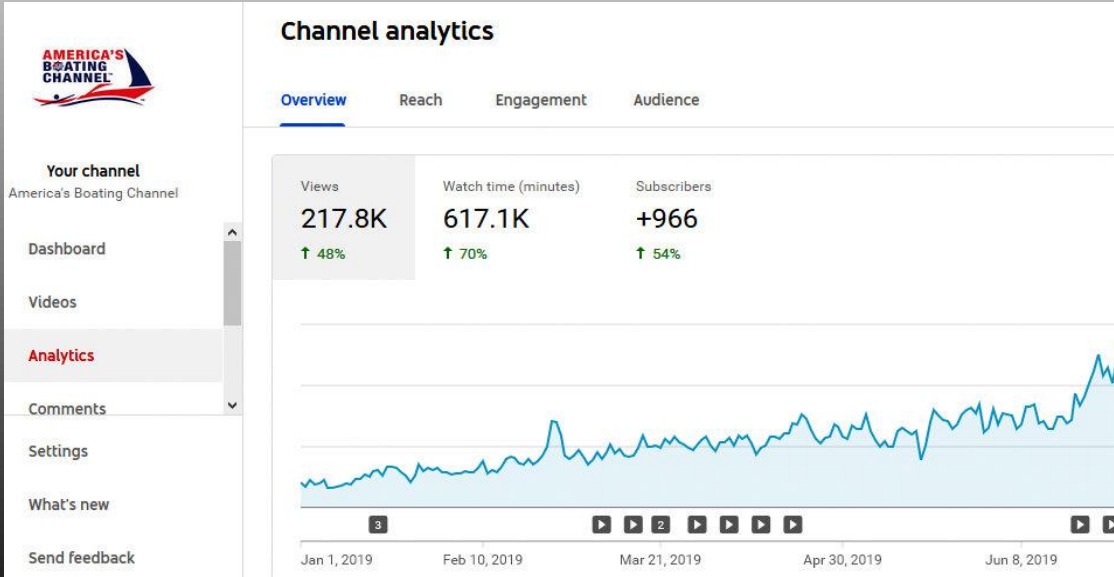 Channel analytics
AMERICA'S
BOATING
CHANNEL™
Overview Reach Engagement Audience
Your channel
America's Boating Channel
Views Watch time (minutes) Subscribers
217.8K 617.1K +966
↑ 48% ↑ 70% ↑ 54%
Dashboard
Videos
Analytics
Comments
Settings
What's new
Send feedback
3 2
Jan 1, 2019 Feb 10, 2019 Mar 21, 2019 Apr 30, 2019 Jun 8, 2019